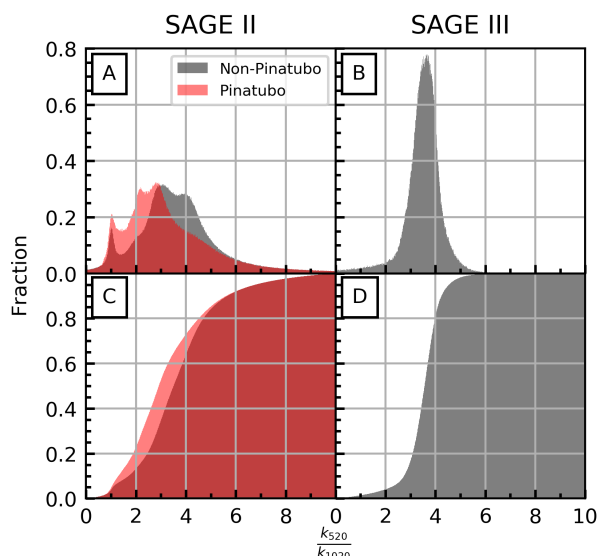 SAGE II SAGE III
A
Non-Pinatubo
Pinatubo
B
0.8
0.6
0.4
0.2
0.0
Fraction
C
D
0.8
0.6
0.4
0.2
0.0
0 2 4 6 8 0 2 4 6 8 10
k520
k1020